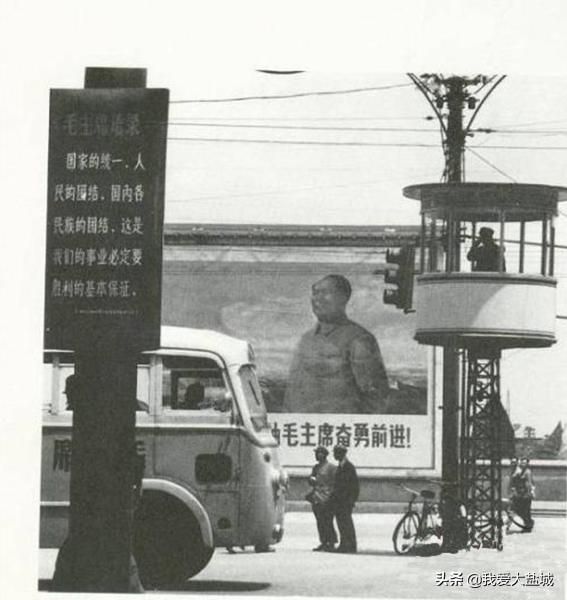 毛主席语录
国家的统一，人
民的团结，国内各
民族的团结，这是
我们的事业必定要
胜利的基本保证。
毛主席奋勇前进！
席
头条 @我爱大盐城